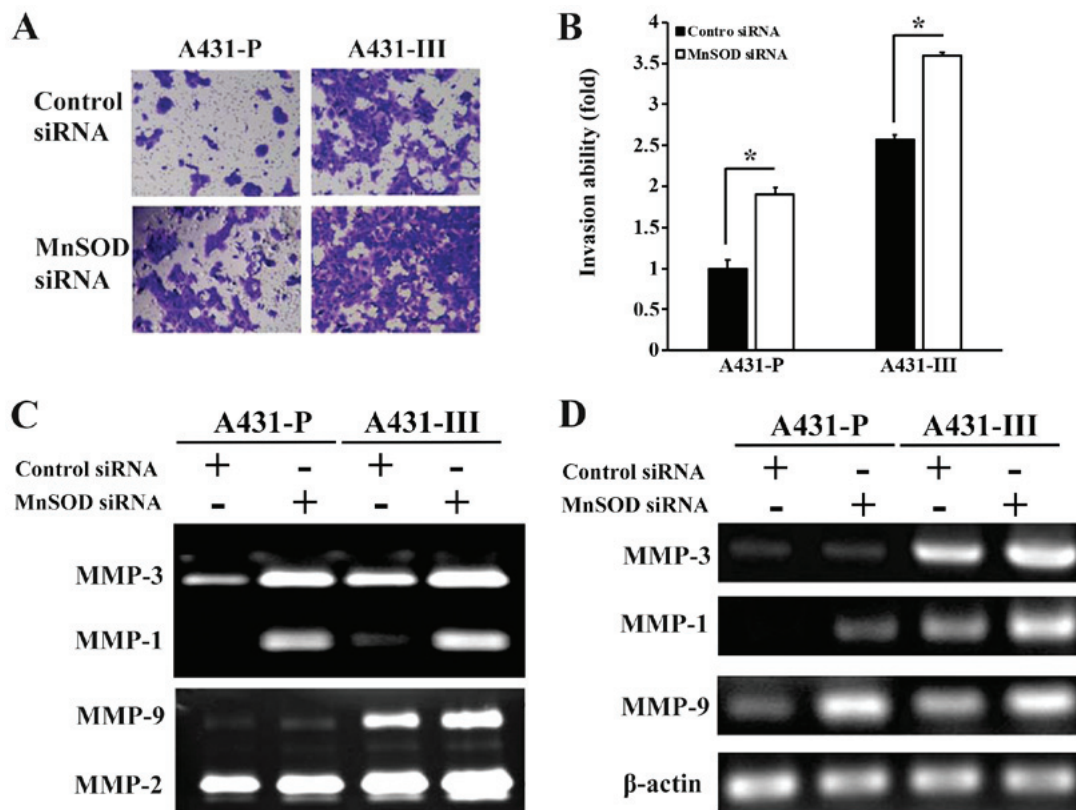 A
A431-P A431-III
Control
siRNA
MnSOD
siRNA
B
Invasion ability (fold)
4
3.5
3
2.5
2
1.5
1
0.5
0
Contro siRNA
MnSOD siRNA
*
*
A431-P A431-III
C
A431-P A431-III
Control siRNA + - + -
MnSOD siRNA - + - +
MMP-3
MMP-1
MMP-9
MMP-2
D
A431-P A431-III
Control siRNA + - + -
MnSOD siRNA - + - +
MMP-3
MMP-1
MMP-9
β-actin